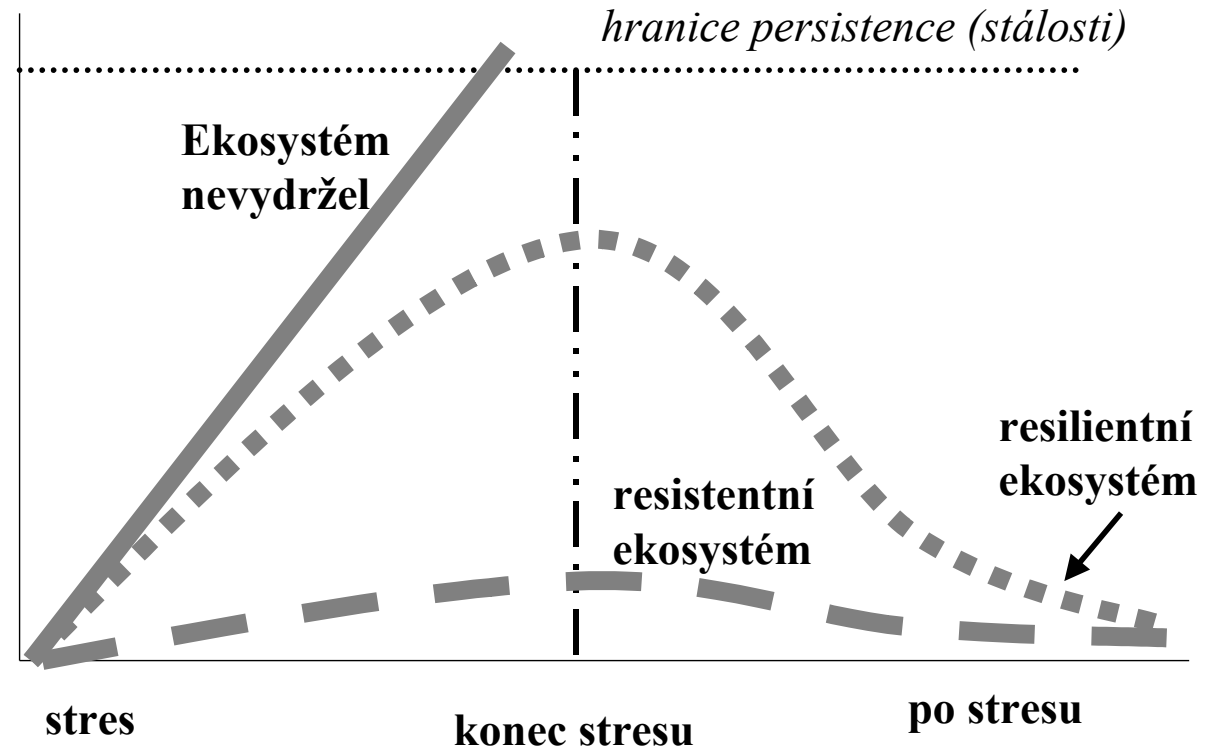 hranice persistence (stálosti)
Ekosystém
nevydržel
resilientní
ekosystém
resistentní
ekosystém
stres
konec stresu
po stresu